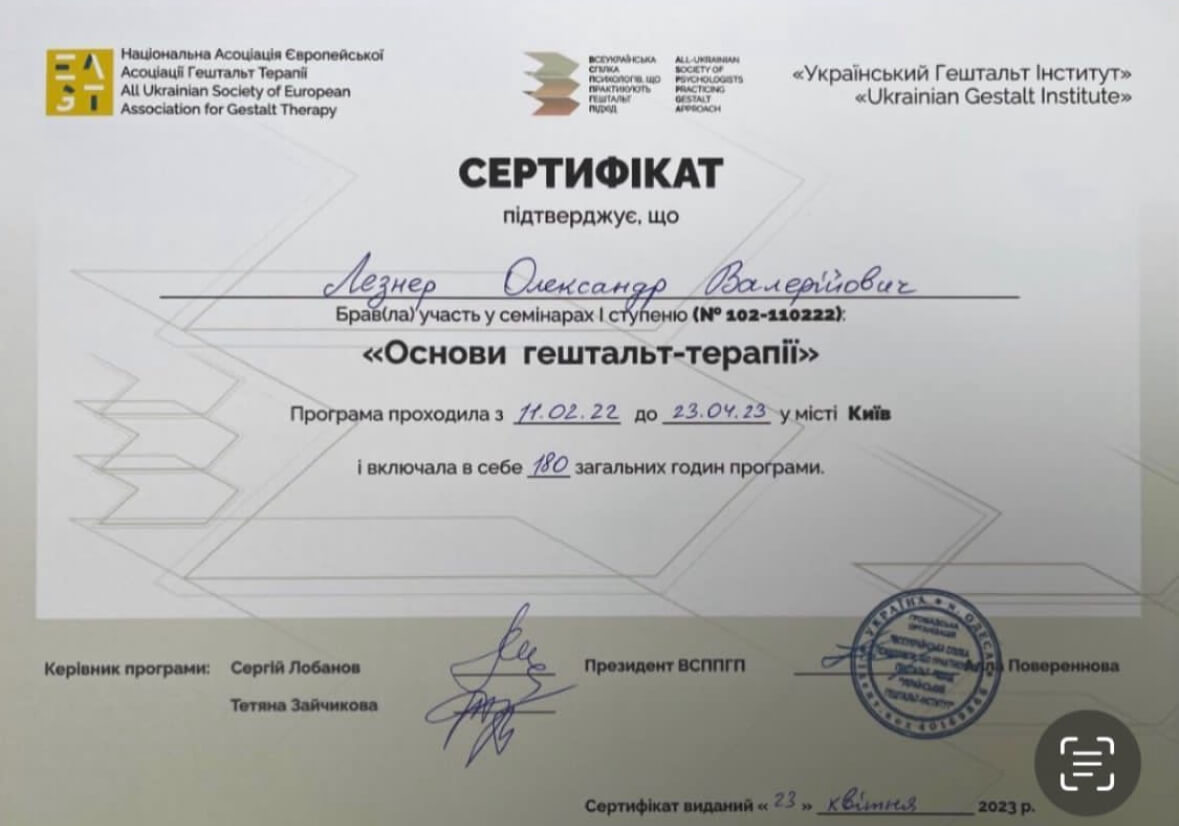 Національна Асоціація Європейської
Асоціації Гештальт Терапії
All Ukrainian Society of European
Association for Gestalt Therapy
ВСЕУКРАЇНСЬКА
СПІЛКА
ПСИХОЛОГІВ, ЩО
ПРАКТИКУЮТЬ
ГЕШТАЛЬТ
ПІДХІД
ALL-UKRAINIAN
SOCIETY OF
PSYCHOLOGISTS
PRACTICING
GESTALT
APPROACH
«Український Гештальт Інститут»
«Ukrainian Gestalt Institute»
СЕРТИФІКАТ
підтверджує, що
Лезнер Олександр Валерійович
Брав(ла) участь у семінарах І ступеню (№ 102-110222):
«Основи гештальт-терапії»
Програма проходила з 11.02.22 до 23.04.23 у місті Київ
і включала в себе 180 загальних годин програми.
Керівник програми: Сергій Лобанов
Тетяна Зайчикова
Президент ВСППГП
Повереннова
УКРАЇНА * м. ОДЕСА
ГРОМАДСЬКА
ОРГАНІЗАЦІЯ
Сертифікат виданий «23» квітня 2023 р.